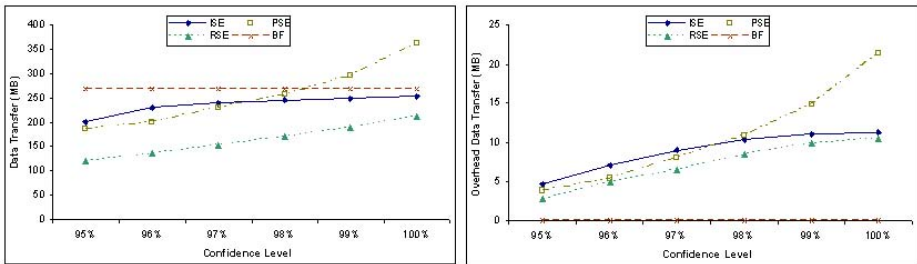 ISE PSE
RSE BF
Data Transfer (MB)
400
350
300
250
200
150
100
50
0
95% 96% 97% 98% 99% 100%
Confidence Level
ISE PSE
RSE BF
Overhead Data Transfer (MB)
25
20
15
10
5
0
95% 96% 97% 98% 99% 100%
Confidence Level